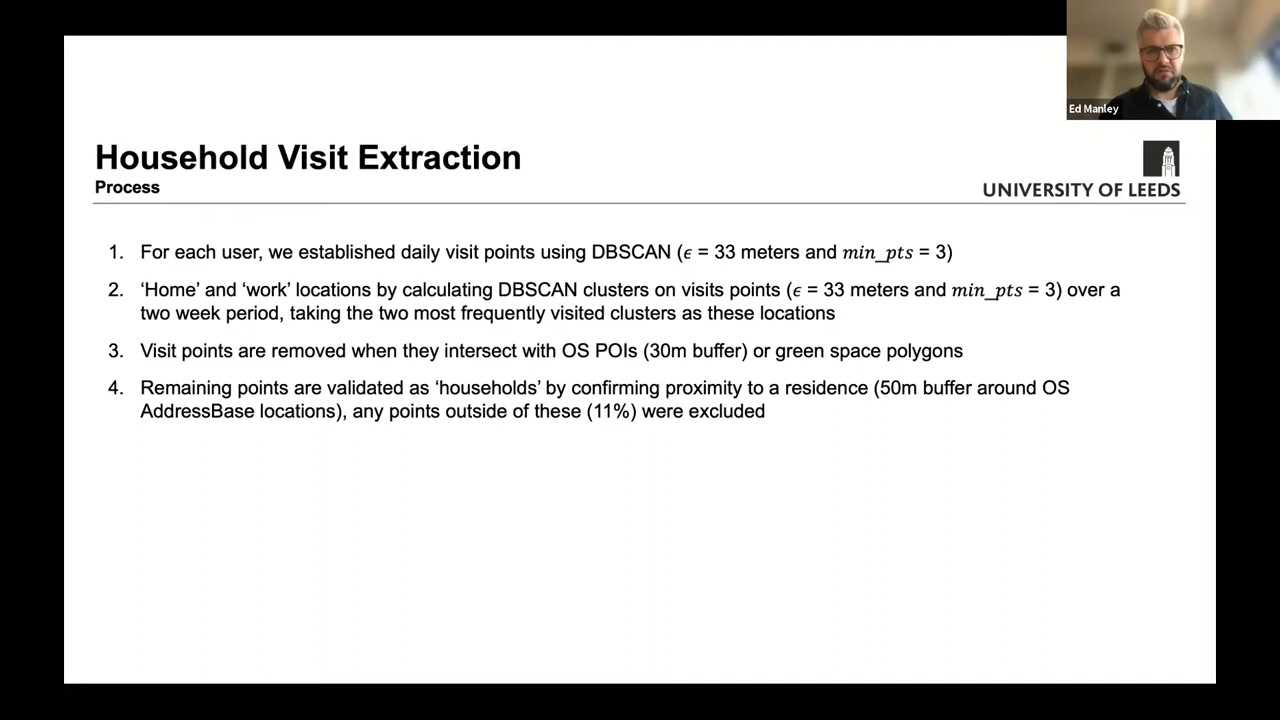 Ed Manley
Household Visit Extraction
Process
UNIVERSITY OF LEEDS
1. For each user, we established daily visit points using DBSCAN (ϵ = 33 meters and min_pts = 3)
2. ‘Home’ and ‘work’ locations by calculating DBSCAN clusters on visits points (ϵ = 33 meters and min_pts = 3) over a
two week period, taking the two most frequently visited clusters as these locations
3. Visit points are removed when they intersect with OS POIs (30m buffer) or green space polygons
4. Remaining points are validated as ‘households’ by confirming proximity to a residence (50m buffer around OS
AddressBase locations), any points outside of these (11%) were excluded